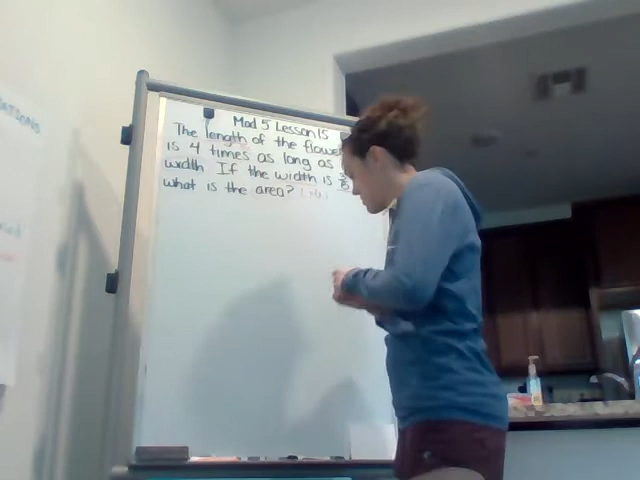 Mod 5 Lesson 15
The length of the flower
is 4 times as long as
width If the width is
what is the area?